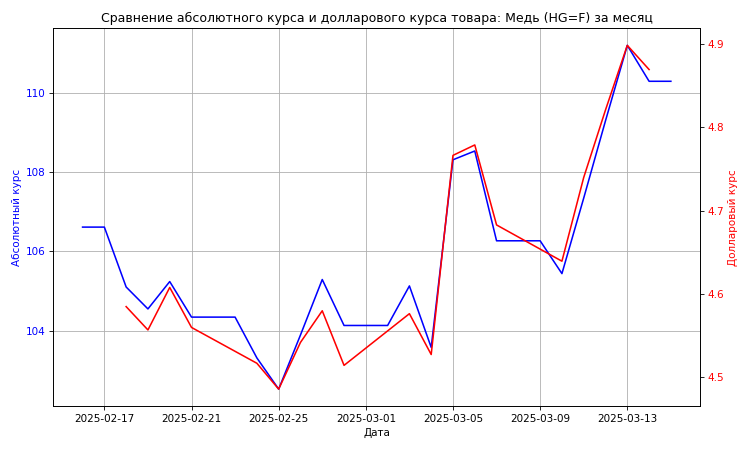 Сравнение абсолютного курса и долларового курса товара: Медь (HG=F) за месяц
Абсолютный курс
110
108
106
104
4.9
4.8
4.7
4.6
4.5
Долларовый курс
2025-02-17 2025-02-21 2025-02-25 2025-03-01 2025-03-05 2025-03-09 2025-03-13
Дата